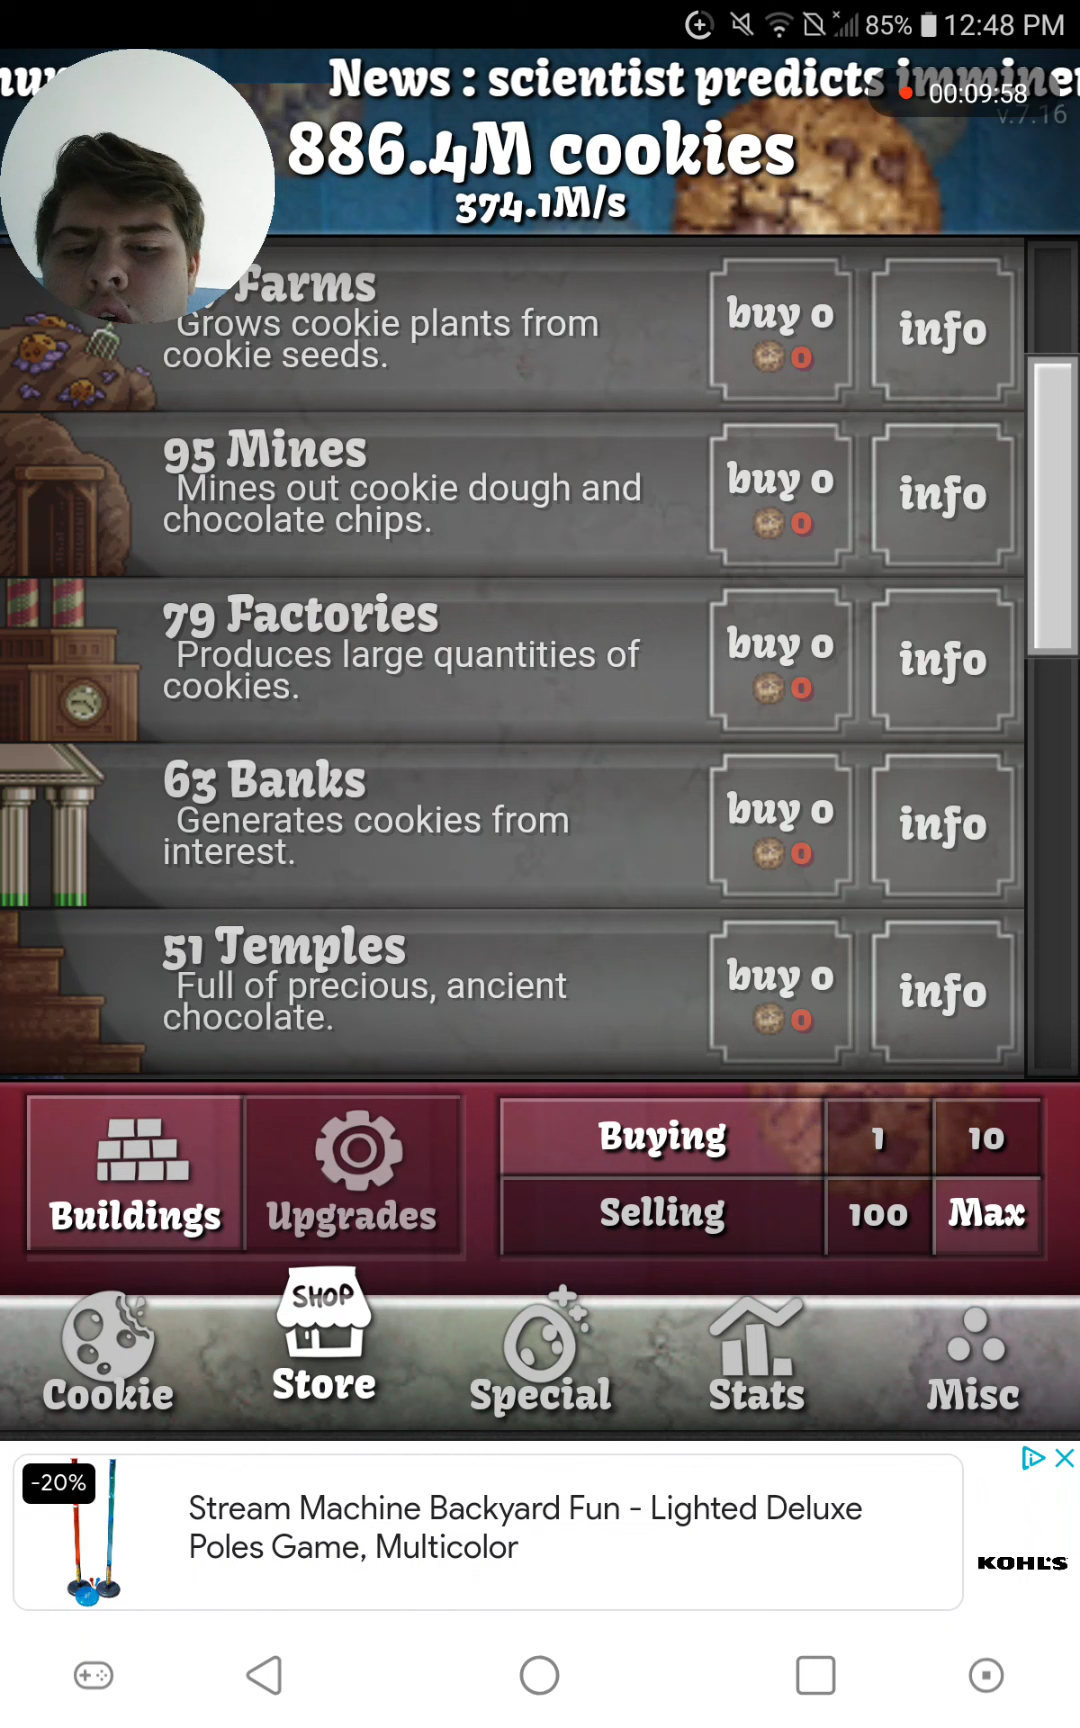 85% 12:48 PM
News : scientist predicts
00:09:58
v.7.16
886.4M cookies
374.1M/s
Farms
Grows cookie plants from
cookie seeds.
buy 0
0
info
95 Mines
Mines out cookie dough and
chocolate chips.
buy 0
0
info
79 Factories
Produces large quantities of
cookies.
buy 0
0
info
63 Banks
Generates cookies from
interest.
buy 0
0
info
51 Temples
Full of precious, ancient
chocolate.
buy 0
0
info
Buildings
Upgrades
Buying 1 10
Selling 100 Max
Cookie
SHOP
Store
Special
Stats
Misc
-20%
Stream Machine Backyard Fun - Lighted Deluxe
Poles Game, Multicolor
KOHL'S